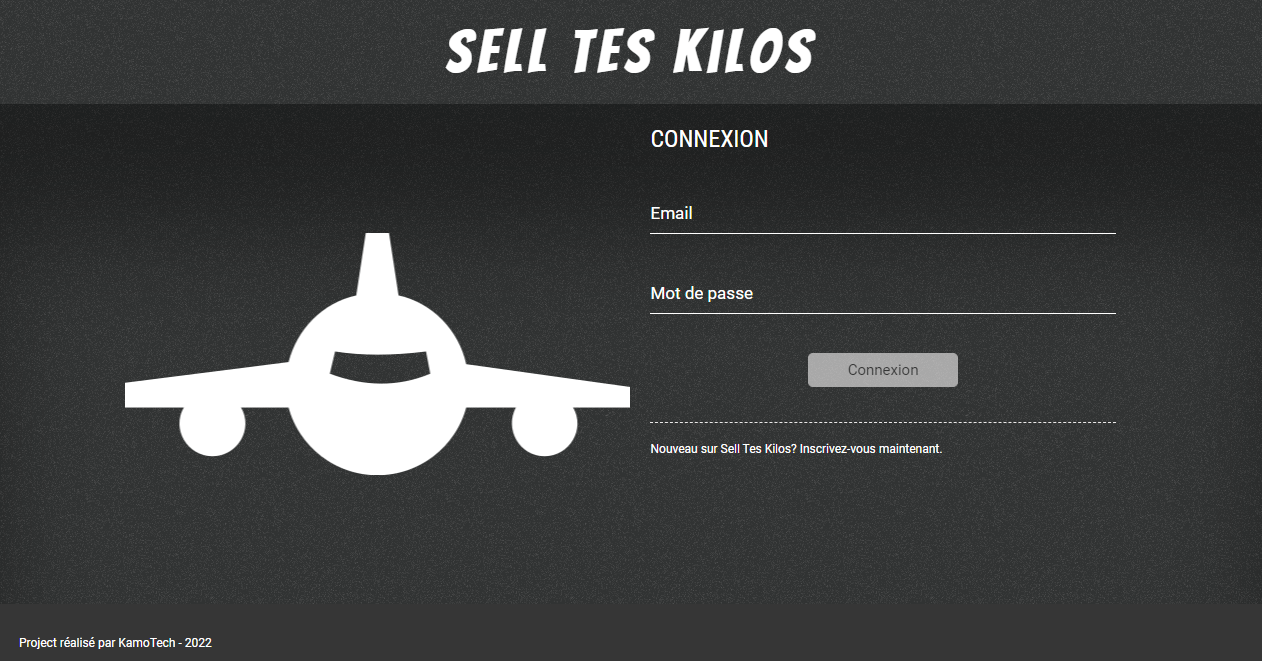 SELL TES KILOS
CONNEXION
Email
Mot de passe
Connexion
Nouveau sur Sell Tes Kilos? Inscrivez-vous maintenant.
Project réalisé par KamoTech - 2022